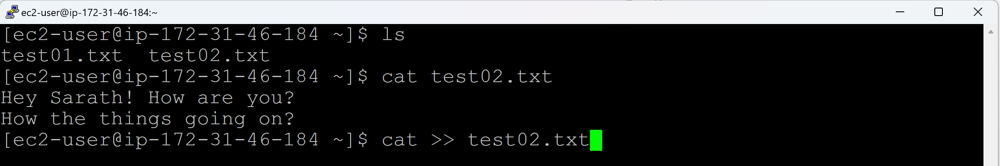 ec2-user@ip-172-31-46-184:~
[ec2-user@ip-172-31-46-184 ~]$ ls
test01.txt  test02.txt
[ec2-user@ip-172-31-46-184 ~]$ cat test02.txt
Hey Sarath! How are you?
How the things going on?
[ec2-user@ip-172-31-46-184 ~]$ cat >> test02.txt